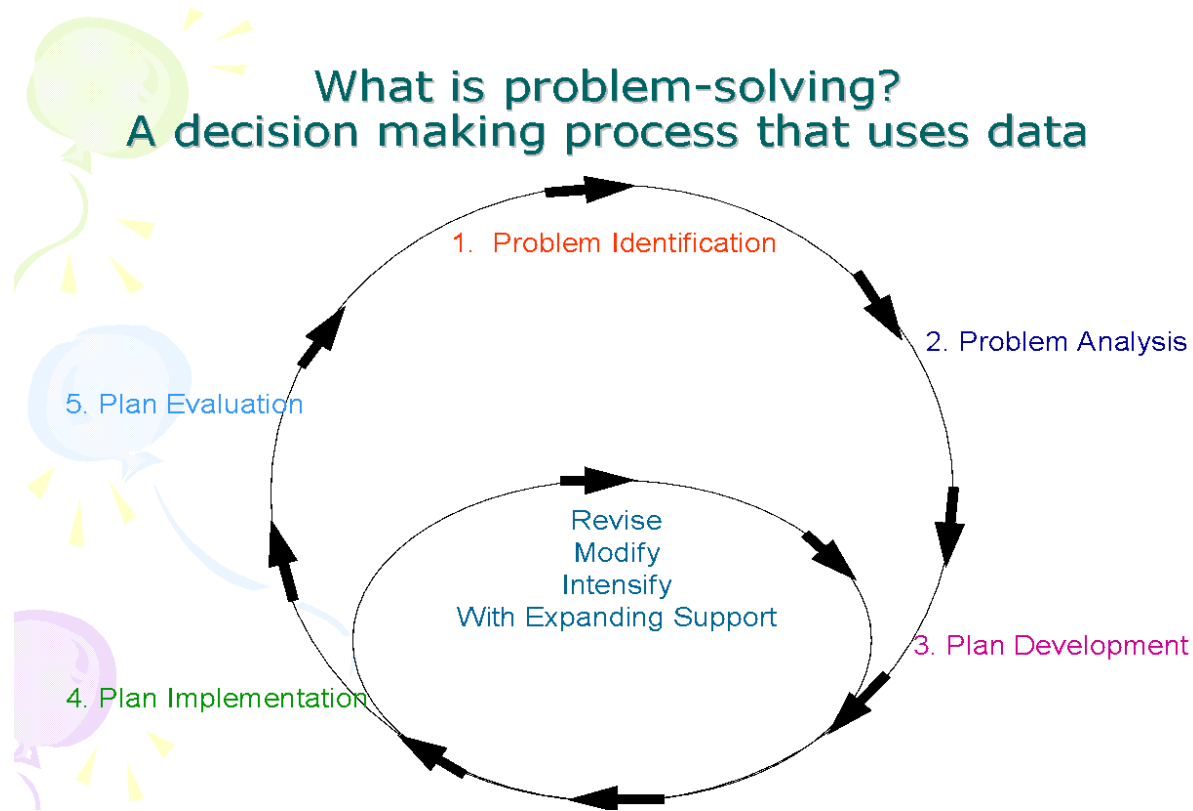 What is problem-solving?
A decision making process that uses data
1. Problem Identification
2. Problem Analysis
5. Plan Evaluation
Revise
Modify
Intensify
With Expanding Support
3. Plan Development
4. Plan Implementation